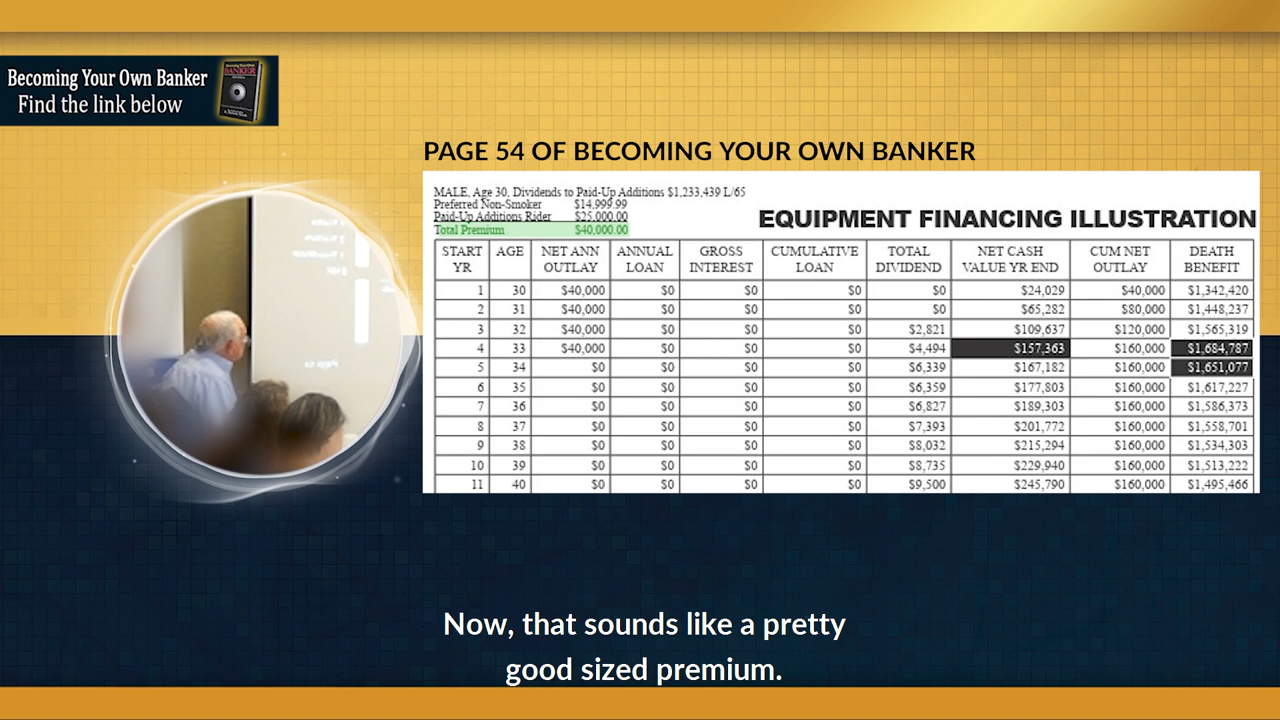 Becoming Your Own Banker
Find the link below
PAGE 54 OF BECOMING YOUR OWN BANKER
MALE, Age 30, Dividends to Paid-Up Additions $1,233,439 L/65
Preferred Non-Smoker $14,999.99
Paid-Up Additions Rider $25,000.00
Total Premium $40,000.00
EQUIPMENT FINANCING ILLUSTRATION
START YR AGE NET ANN OUTLAY ANNUAL LOAN GROSS INTEREST CUMULATIVE LOAN TOTAL DIVIDEND NET CASH VALUE YR END CUM NET OUTLAY DEATH BENEFIT
1 30 $40,000 $0 $0 $0 $0 $24,029 $40,000 $1,342,420
2 31 $40,000 $0 $0 $0 $0 $65,282 $80,000 $1,448,237
3 32 $40,000 $0 $0 $0 $2,821 $109,637 $120,000 $1,565,319
4 33 $40,000 $0 $0 $0 $4,494 $157,363 $160,000 $1,684,787
5 34 $0 $0 $0 $0 $6,339 $167,182 $160,000 $1,651,077
6 35 $0 $0 $0 $0 $6,359 $177,803 $160,000 $1,617,227
7 36 $0 $0 $0 $0 $6,827 $189,303 $160,000 $1,586,373
8 37 $0 $0 $0 $0 $7,393 $201,772 $160,000 $1,558,701
9 38 $0 $0 $0 $0 $8,032 $215,294 $160,000 $1,534,303
10 39 $0 $0 $0 $0 $8,735 $229,940 $160,000 $1,513,222
11 40 $0 $0 $0 $0 $9,500 $245,790 $160,000 $1,495,466
Now, that sounds like a pretty
good sized premium.